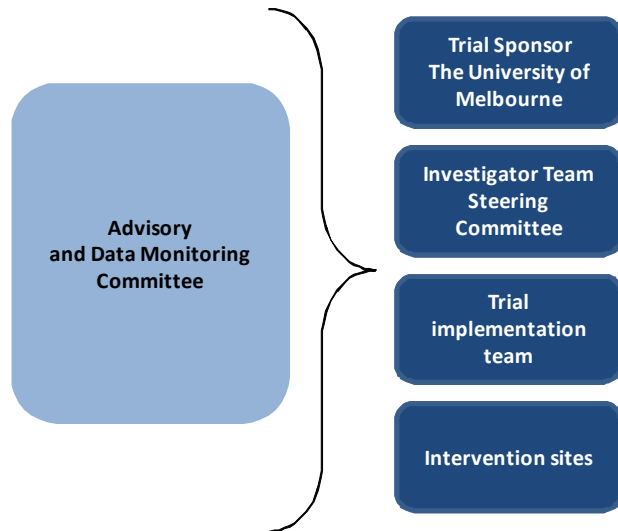 Advisory
and Data Monitoring
Committee
Trial Sponsor
The University of
Melbourne
Investigator Team
Steering
Committee
Trial
implementation
team
Intervention sites